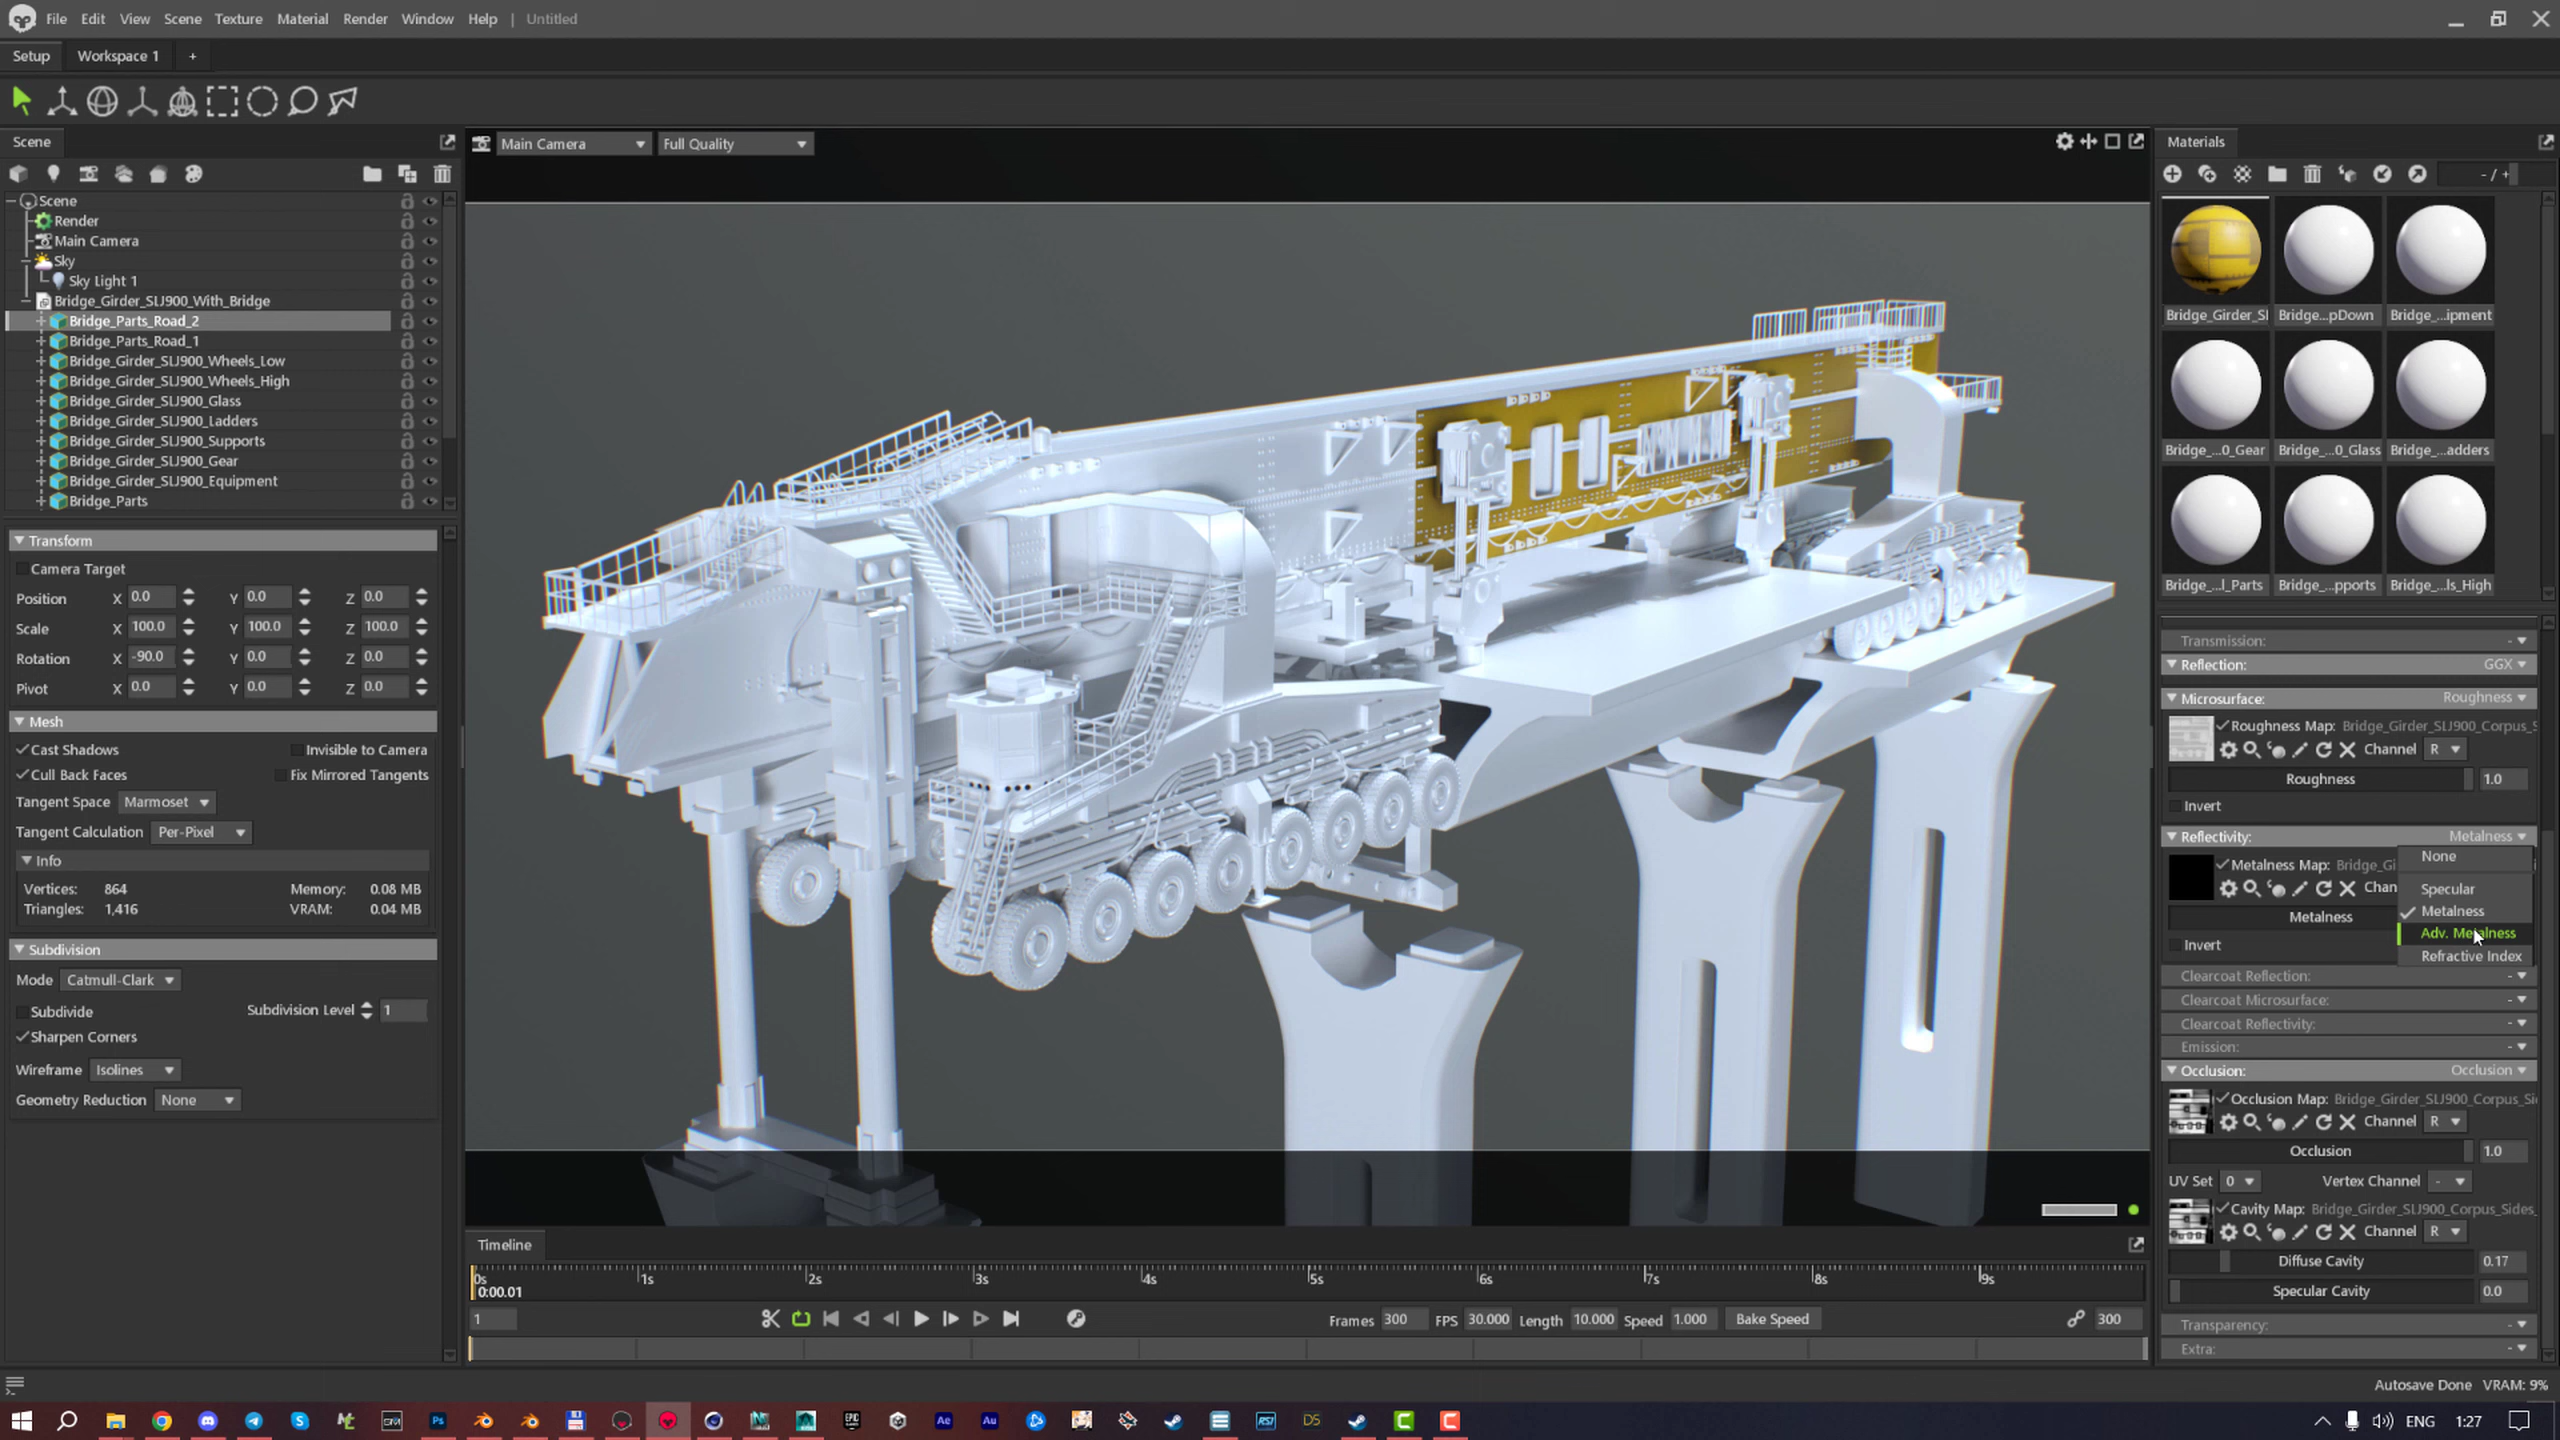 File Edit View Scene Texture Material Render Window Help | Untitled
Setup Workspace 1 +
Scene
Main Camera Full Quality
Materials
- / +
Scene
Render
Main Camera
Sky
Sky Light 1
Bridge_Girder_SLJ900_With_Bridge
Bridge_Parts_Road_2
Bridge_Parts_Road_1
Bridge_Girder_SLJ900_Wheels_Low
Bridge_Girder_SLJ900_Wheels_High
Bridge_Girder_SLJ900_Glass
Bridge_Girder_SLJ900_Ladders
Bridge_Girder_SLJ900_Supports
Bridge_Girder_SLJ900_Gear
Bridge_Girder_SLJ900_Equipment
Bridge_Parts
Transform
Camera Target
Position X 0.0 Y 0.0 Z 0.0
Scale X 100.0 Y 100.0 Z 100.0
Rotation X -90.0 Y 0.0 Z 0.0
Pivot X 0.0 Y 0.0 Z 0.0
Mesh
Cast Shadows Invisible to Camera
Cull Back Faces Fix Mirrored Tangents
Tangent Space Marmoset
Tangent Calculation Per-Pixel
Info
Vertices: 864 Memory: 0.08 MB
Triangles: 1,416 VRAM: 0.04 MB
Subdivision
Mode Catmull-Clark
Subdivide Subdivision Level 1
Sharpen Corners
Wireframe Isolines
Geometry Reduction None
Bridge_Girder_Sl Bridge...pDown Bridge_...ipment
Bridge_...0_Gear Bridge_...0_Glass Bridge_...adders
Bridge_...l_Parts Bridge_...pports Bridge_...ls_High
Transmission: -
Reflection: GGX
Microsurface: Roughness
Roughness Map: Bridge_Girder_SLJ900_Corpus_S
Channel R
Roughness 1.0
Invert
Reflectivity: Metalness
Metalness Map: Bridge_Gi
Chan
Metalness
Invert
None
Specular
Metalness
Adv. Metalness
Refractive Index
Clearcoat Reflection: -
Clearcoat Microsurface: -
Clearcoat Reflectivity: -
Emission: -
Occlusion: Occlusion
Occlusion Map: Bridge_Girder_SLJ900_Corpus_Si
Channel R
Occlusion 1.0
UV Set 0 Vertex Channel -
Cavity Map: Bridge_Girder_SLJ900_Corpus_Sides_
Channel R
Diffuse Cavity 0.17
Specular Cavity 0.0
Transparency: -
Extra: -
Timeline
0s 1s 2s 3s 4s 5s 6s 7s 8s 9s
0:00.01
1 Frames 300 FPS 30.000 Length 10.000 Speed 1.000 Bake Speed 300
Autosave Done VRAM: 9%
Ps EPIC GAMES Ae Au RSI DS C C
ENG 1:27